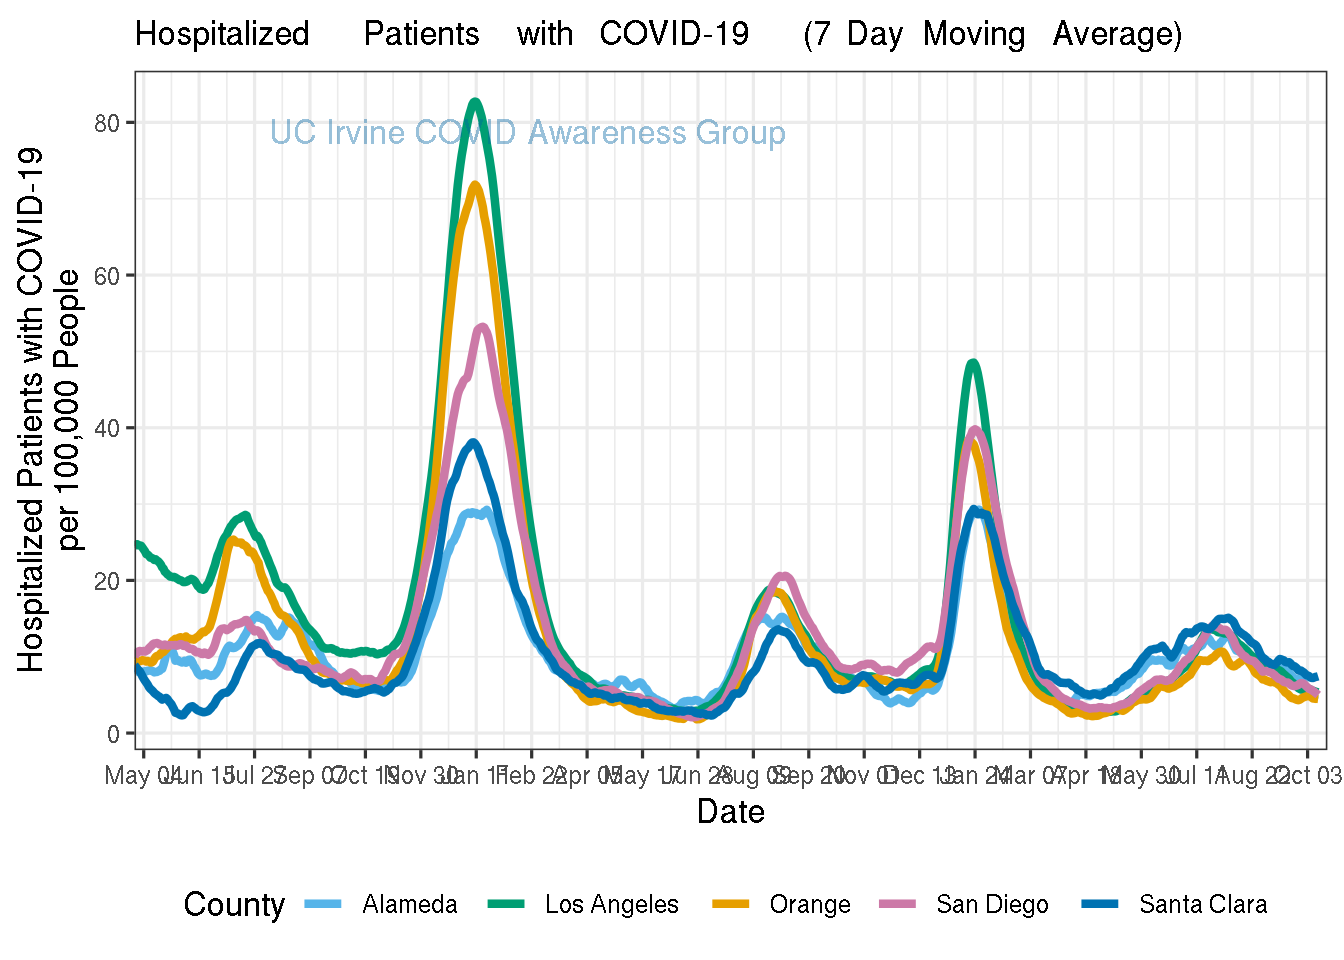 Hospitalized Patients with COVID-19 (7 Day Moving Average)
UC Irvine COVID Awareness Group
Hospitalized Patients with COVID-19
per 100,000 People
80
60
40
20
0
May 04 Jun 15 Jul 27 Sep 07 Oct 19 Nov 30 Jan 11 Feb 22 Apr 05 May 17 Jun 28 Aug 09 Sep 20 Nov 01 Dec 13 Jan 24 Mar 07 Apr 18 May 30 Jul 11 Aug 22 Oct 03
Date
County Alameda Los Angeles Orange San Diego Santa Clara